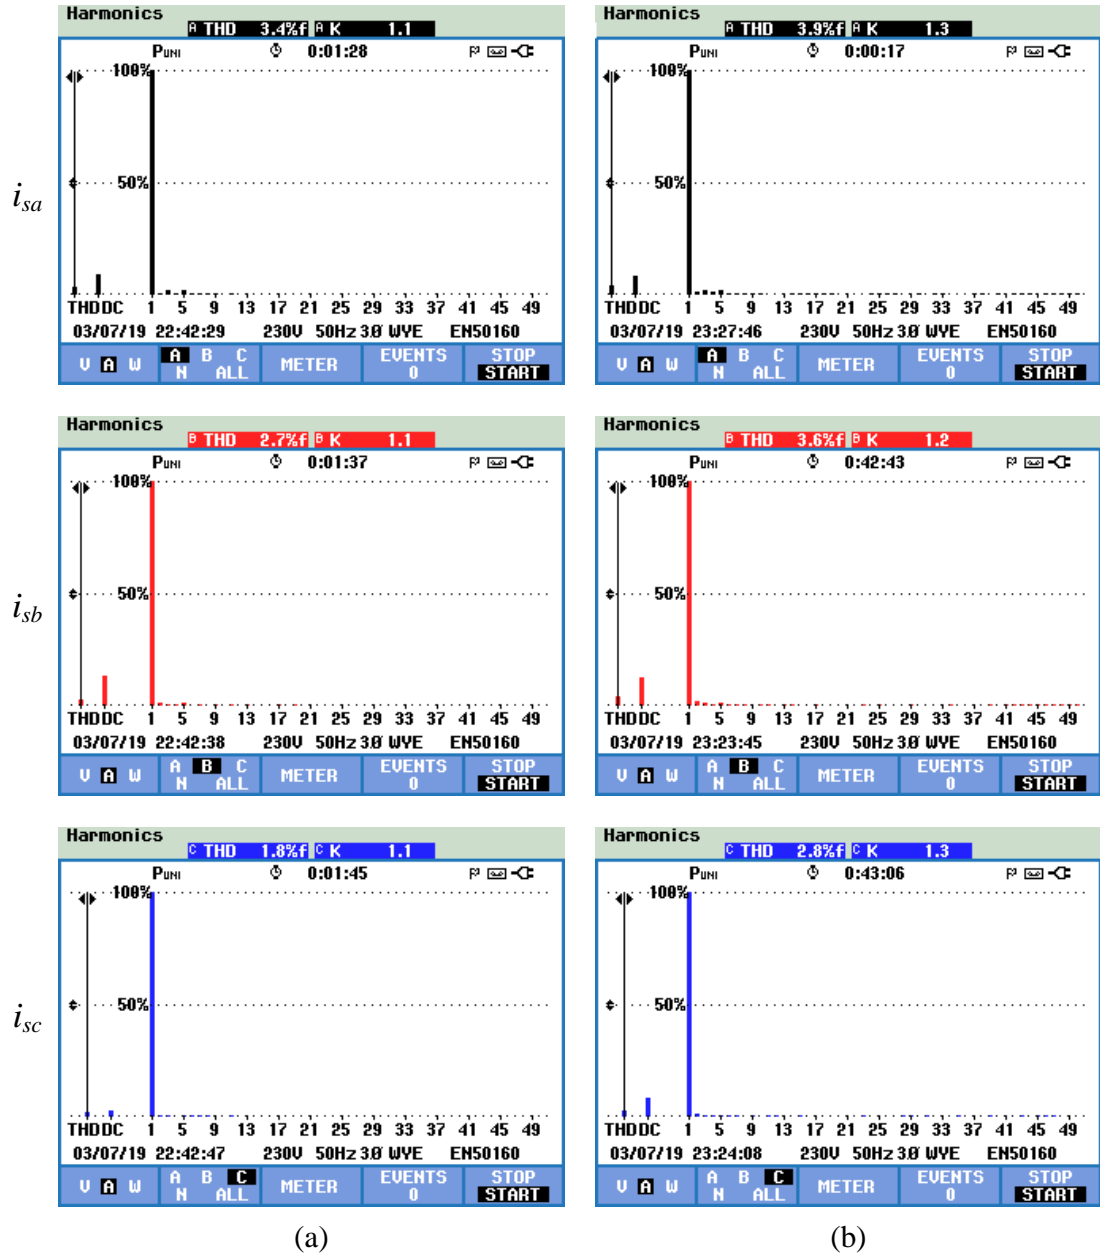 Harmonics
A THD 3.4%f A K 1.1
PUNI 0:01:28
100%
50%
THD DC 1 5 9 13 17 21 25 29 33 37 41 45 49
03/07/19 22:42:29 230V 50Hz 3Ø WYE EN50160
V A W A B C N ALL METER EVENTS 0 STOP START
Harmonics
A THD 3.9%f A K 1.3
PUNI 0:00:17
100%
50%
THD DC 1 5 9 13 17 21 25 29 33 37 41 45 49
03/07/19 23:27:46 230V 50Hz 3Ø WYE EN50160
V A W A B C N ALL METER EVENTS 0 STOP START
isa
Harmonics
B THD 2.7%f B K 1.1
PUNI 0:01:37
100%
50%
THD DC 1 5 9 13 17 21 25 29 33 37 41 45 49
03/07/19 22:42:38 230V 50Hz 3Ø WYE EN50160
V A W A B C N ALL METER EVENTS 0 STOP START
Harmonics
B THD 3.6%f B K 1.2
PUNI 0:42:43
100%
50%
THD DC 1 5 9 13 17 21 25 29 33 37 41 45 49
03/07/19 23:23:45 230V 50Hz 3Ø WYE EN50160
V A W A B C N ALL METER EVENTS 0 STOP START
isb
Harmonics
C THD 1.8%f C K 1.1
PUNI 0:01:45
100%
50%
THD DC 1 5 9 13 17 21 25 29 33 37 41 45 49
03/07/19 22:42:47 230V 50Hz 3Ø WYE EN50160
V A W A B C N ALL METER EVENTS 0 STOP START
Harmonics
C THD 2.8%f C K 1.3
PUNI 0:43:06
100%
50%
THD DC 1 5 9 13 17 21 25 29 33 37 41 45 49
03/07/19 23:24:08 230V 50Hz 3Ø WYE EN50160
V A W A B C N ALL METER EVENTS 0 STOP START
isc
(a)
(b)